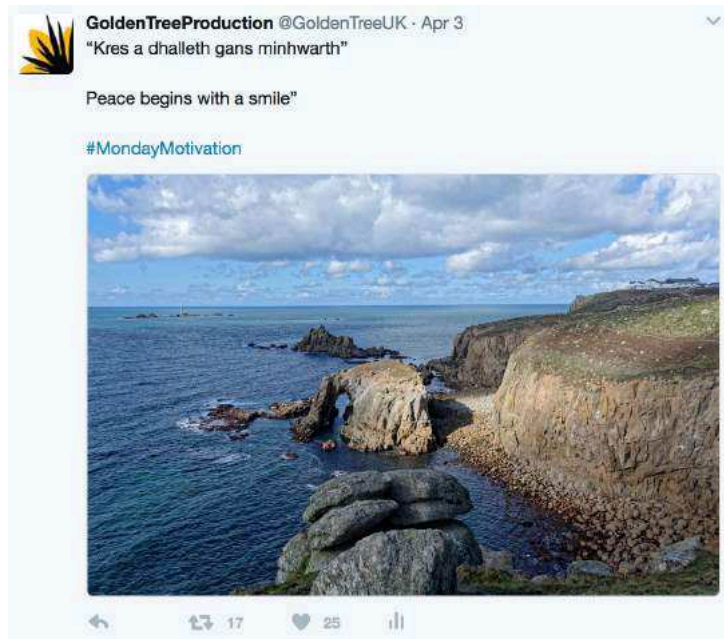 GoldenTreeProduction @GoldenTreeUK · Apr 3
“Kres a dhalleth gans minhwarth”
Peace begins with a smile”
#MondayMotivation
17 25